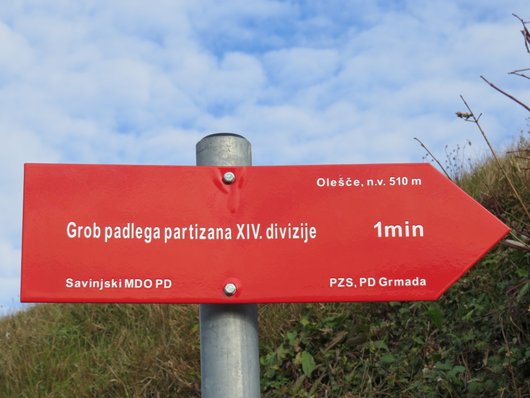 Olešče, n.v. 510 m
Grob padlega partizana XIV. divizije 1min
Savinjski MDO PD PZS, PD Grmada